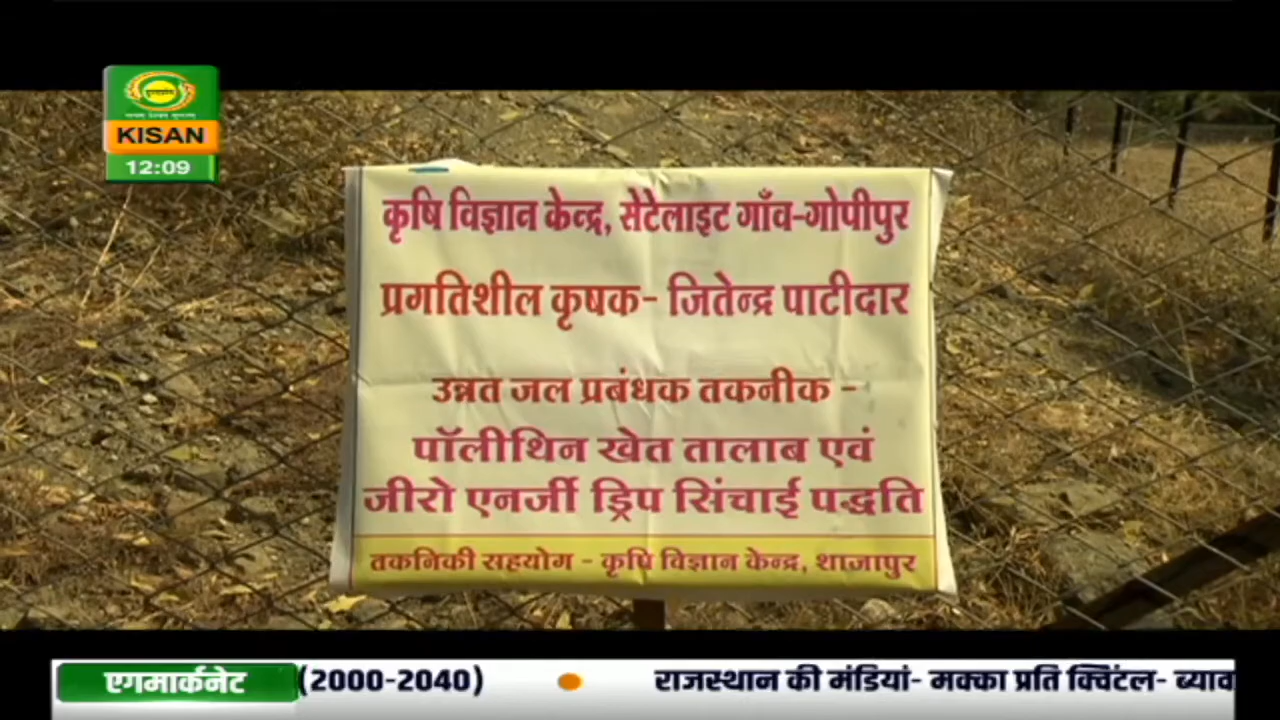 KISAN
12:09
कृषि विज्ञान केन्द्र, सेटेलाइट गाँव-गोपीपुर
प्रगतिशील कृषक- जितेन्द्र पाटीदार
उन्नत जल प्रबंधक तकनीक -
पॉलीथिन खेत तालाब एवं
जीरो एनर्जी ड्रिप सिंचाई पद्धति
तकनिकी सहयोग - कृषि विज्ञान केन्द्र, शाजापुर
एगमार्कनेट (2000-2040) राजस्थान की मंडियां- मक्का प्रति क्विंटल-